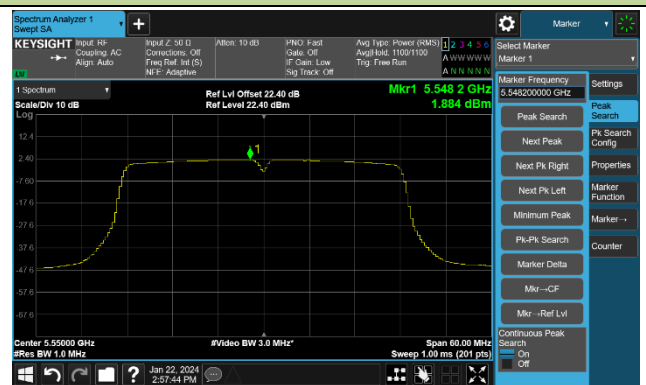 Spectrum Analyzer 1
Swept SA
+
Marker
KEYSIGHT
Input: RF
Coupling: AC
Align: Auto
Input Z: 50 Ω
Corrections: Off
Freq Ref: Int (S)
NFE: Adaptive
Atten: 10 dB
PNO: Fast
Gate: Off
IF Gain: Low
Sig Track: Off
Avg Type: Power (RMS)
Avg|Hold: 1100/1100
Trig: Free Run
1 2 3 4 5 6
A W W W W W
A N N N N N
LXI
Select Marker
Marker 1
1 Spectrum
Scale/Div 10 dB
Log
Ref Lvl Offset 22.40 dB
Ref Level 22.40 dBm
Mkr1 5.548 2 GHz
1.884 dBm
1
12.4
2.40
-7.60
-17.6
-27.6
-37.6
-47.6
-57.6
-67.6
Center 5.55000 GHz
#Res BW 1.0 MHz
#Video BW 3.0 MHz*
Span 60.00 MHz
Sweep 1.00 ms (201 pts)
Marker Frequency
5.548200000 GHz
Peak Search
Next Peak
Next Pk Right
Next Pk Left
Minimum Peak
Pk-Pk Search
Marker Delta
Mkr→CF
Mkr→Ref Lvl
Continuous Peak
Search
On
Off
Settings
Peak
Search
Pk Search
Config
Properties
Marker
Function
Marker→
Counter
?
Jan 22, 2024
2:57:44 PM